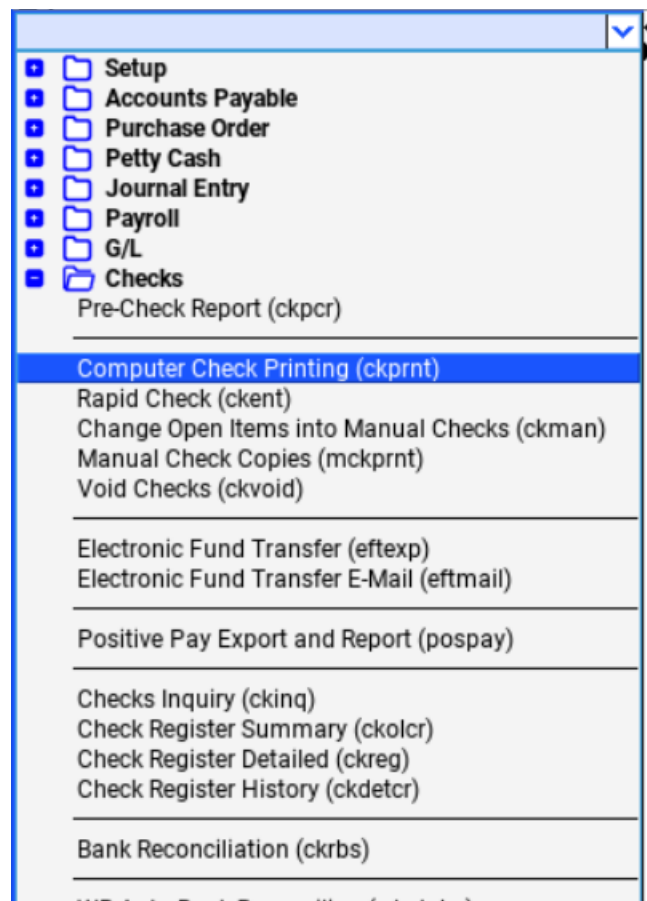 Setup
Accounts Payable
Purchase Order
Petty Cash
Journal Entry
Payroll
G/L
Checks
Pre-Check Report (ckpcr)
Computer Check Printing (ckprnt)
Rapid Check (ckent)
Change Open Items into Manual Checks (ckman)
Manual Check Copies (mckprnt)
Void Checks (ckvoid)
Electronic Fund Transfer (eftexp)
Electronic Fund Transfer E-Mail (eftmail)
Positive Pay Export and Report (pospay)
Checks Inquiry (ckinq)
Check Register Summary (ckolcr)
Check Register Detailed (ckreg)
Check Register History (ckdetcr)
Bank Reconciliation (ckrbs)